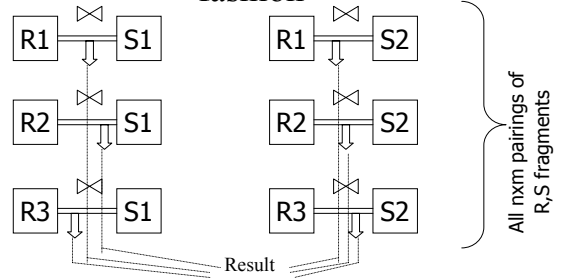 fashion
R1 S1 R1 S2
R2 S1 R2 S2
R3 S1 R3 S2
All nxm pairings of
R,S fragments
Result